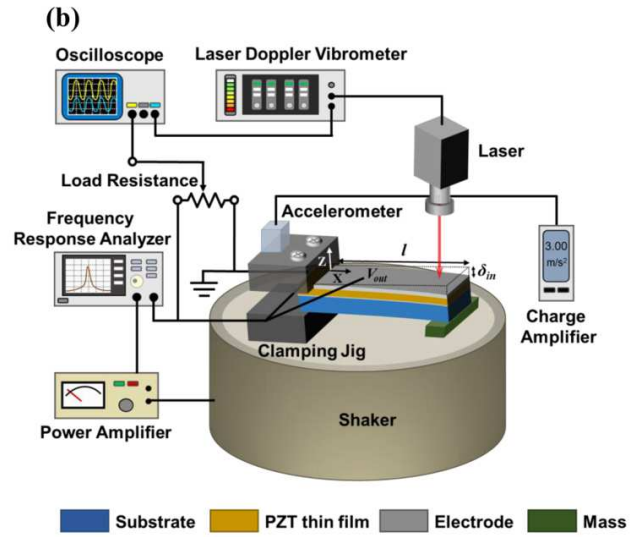 (b)
Oscilloscope
Laser Doppler Vibrometer
Laser
Load Resistance
Accelerometer
Frequency
Response Analyzer
l
Z
X
V_out
δ_in
3.00
m/s²
Charge
Amplifier
Clamping Jig
Power Amplifier
Shaker
Substrate
PZT thin film
Electrode
Mass